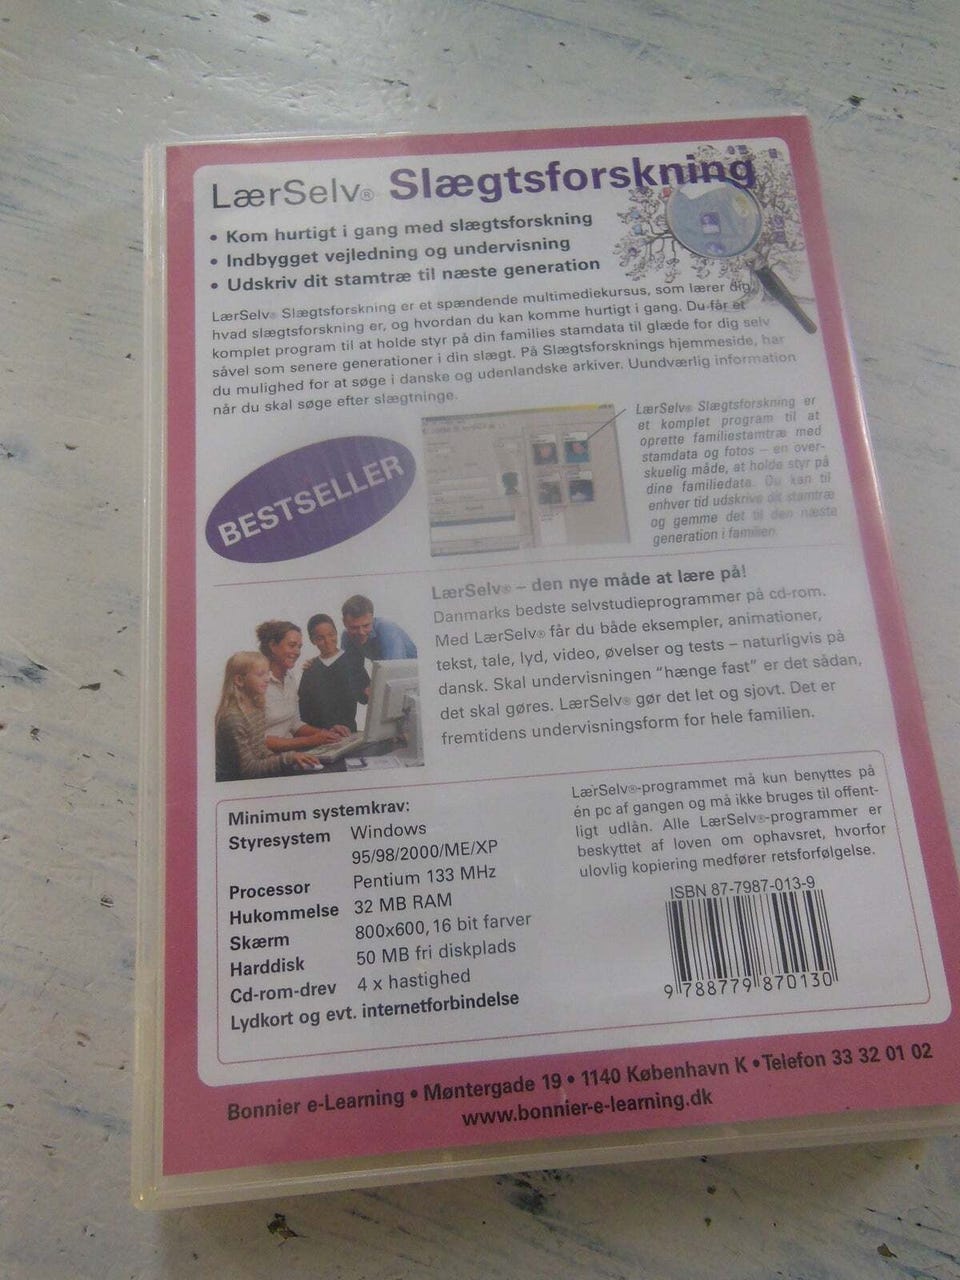 LærSelv® Slægtsforskning
• Kom hurtigt i gang med slægtsforskning
• Indbygget vejledning og undervisning
• Udskriv dit stamtræ til næste generation
LærSelv® Slægtsforskning er et spændende multimediekursus, som lærer dig,
hvad slægtsforskning er, og hvordan du kan komme hurtigt i gang. Du får et
komplet program til at holde styr på din families stamdata til glæde for dig selv
såvel som senere generationer i din slægt. På Slægtsforsknings hjemmeside, har
du mulighed for at søge i danske og udenlandske arkiver. Uundværlig information
når du skal søge efter slægtninge.
BESTSELLER
LærSelv® Slægtsforskning er
et komplet program til at
oprette familiestamtræ med
stamdata og fotos – en over-
skuelig måde, at holde styr på
dine familiedata. Du kan til
enhver tid udskrive dit stamtræ
og gemme det til den næste
generation i familien.
LærSelv® – den nye måde at lære på!
Danmarks bedste selvstudieprogrammer på cd-rom.
Med LærSelv® får du både eksempler, animationer,
tekst, tale, lyd, video, øvelser og tests – naturligvis på
dansk. Skal undervisningen "hænge fast" er det sådan,
det skal gøres. LærSelv® gør det let og sjovt. Det er
fremtidens undervisningsform for hele familien.
Minimum systemkrav:
Styresystem Windows
95/98/2000/ME/XP
Processor Pentium 133 MHz
Hukommelse 32 MB RAM
Skærm 800x600, 16 bit farver
Harddisk 50 MB fri diskplads
Cd-rom-drev 4 x hastighed
Lydkort og evt. internetforbindelse
LærSelv®-programmet må kun benyttes på
én pc af gangen og må ikke bruges til offent-
ligt udlån. Alle LærSelv®-programmer er
beskyttet af loven om ophavsret, hvorfor
ulovlig kopiering medfører retsforfølgelse.
ISBN 87-7987-013-9
9 788779 870130
Bonnier e-Learning • Møntergade 19 • 1140 København K • Telefon 33 32 01 02
www.bonnier-e-learning.dk